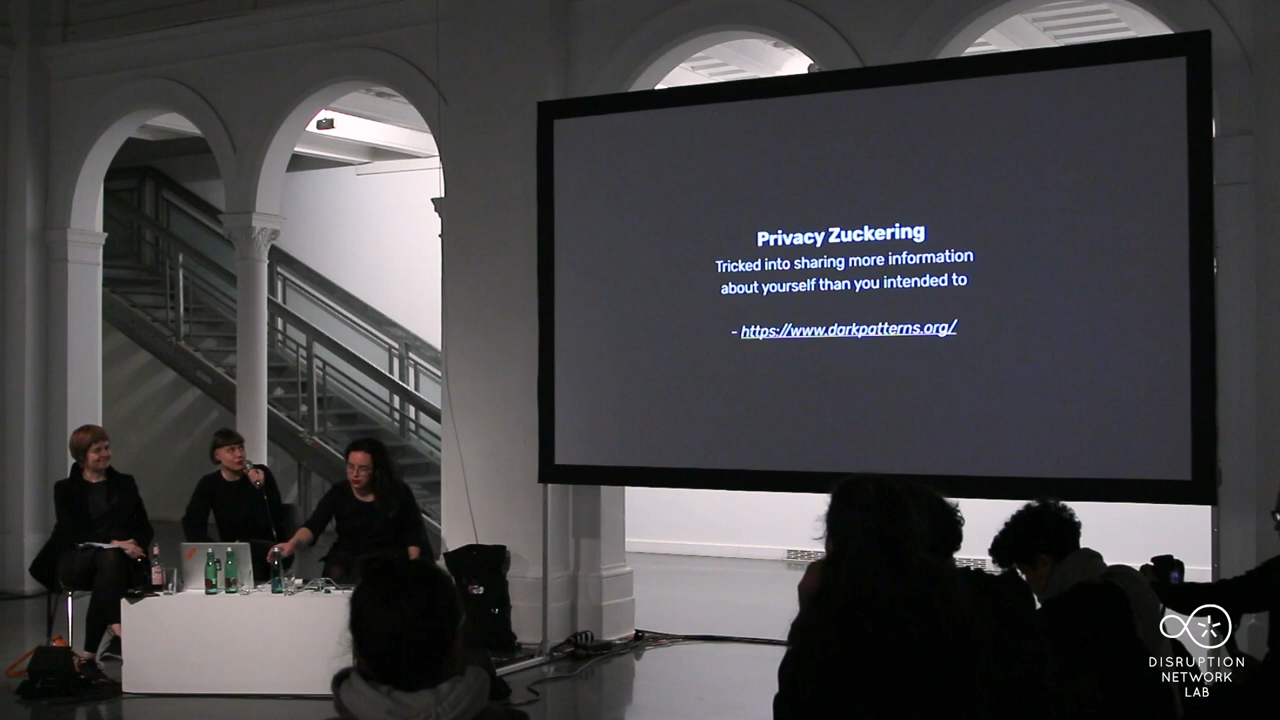 Privacy Zuckering
Tricked into sharing more information
about yourself than you intended to
- https://www.darkpatterns.org/
DISRUPTION
NETWORK
LAB